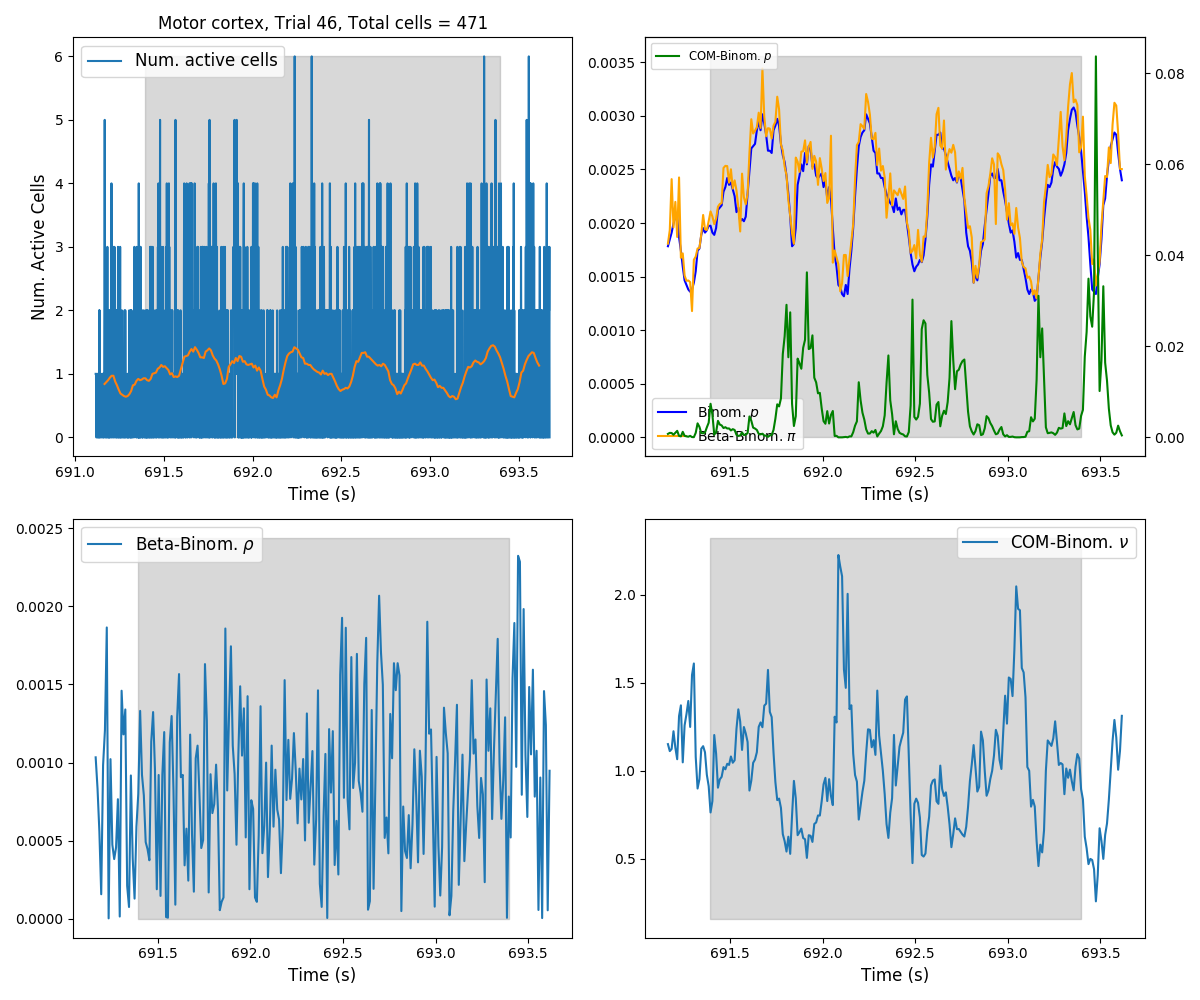 Motor cortex, Trial 46, Total cells = 471
Num. active cells
Num. Active Cells
6
5
4
3
2
1
0
691.0 691.5 692.0 692.5 693.0 693.5
Time (s)
COM-Binom. p
0.0035
0.0030
0.0025
0.0020
0.0015
0.0010
0.0005
0.0000
0.08
0.06
0.04
0.02
0.00
Binom. p
Beta-Binom. π
691.5 692.0 692.5 693.0 693.5
Time (s)
Beta-Binom. ρ
0.0025
0.0020
0.0015
0.0010
0.0005
0.0000
691.5 692.0 692.5 693.0 693.5
Time (s)
COM-Binom. ν
2.0
1.5
1.0
0.5
691.5 692.0 692.5 693.0 693.5
Time (s)